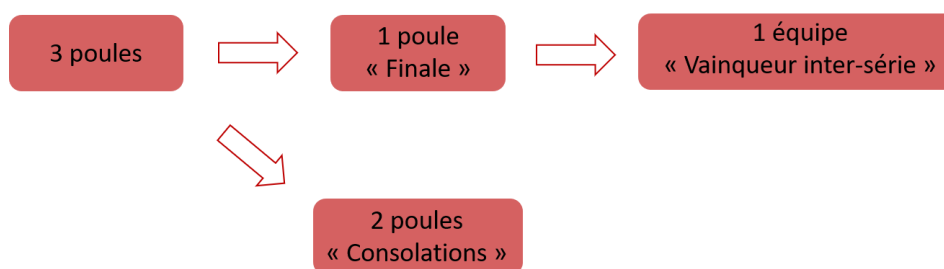 3 poules
1 poule
« Finale »
1 équipe
« Vainqueur inter-série »
2 poules
« Consolations »